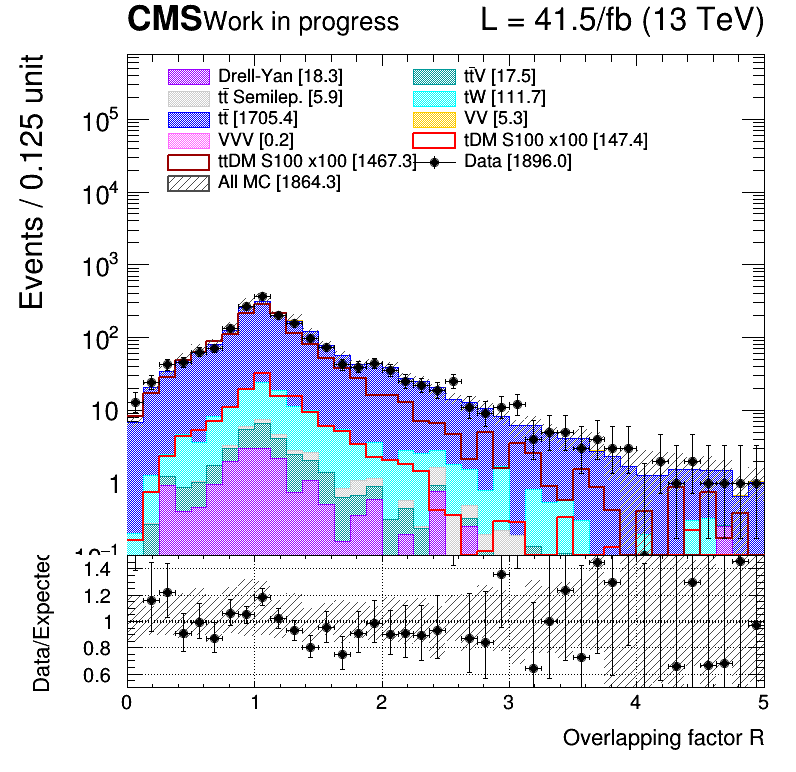 CMS Work in progress L = 41.5/fb (13 TeV)
Events / 0.125 unit
Drell-Yan [18.3] tt̄V [17.5]
tt̄ Semilep. [5.9] tW [111.7]
tt̄ [1705.4] VV [5.3]
VVV [0.2] tDM S100 x100 [147.4]
ttDM S100 x100 [1467.3] Data [1896.0]
All MC [1864.3]
10⁵
10⁴
10³
10²
10
1
10⁻¹
Data/Expected
1.4
1.2
1
0.8
0.6
0 1 2 3 4 5
Overlapping factor R